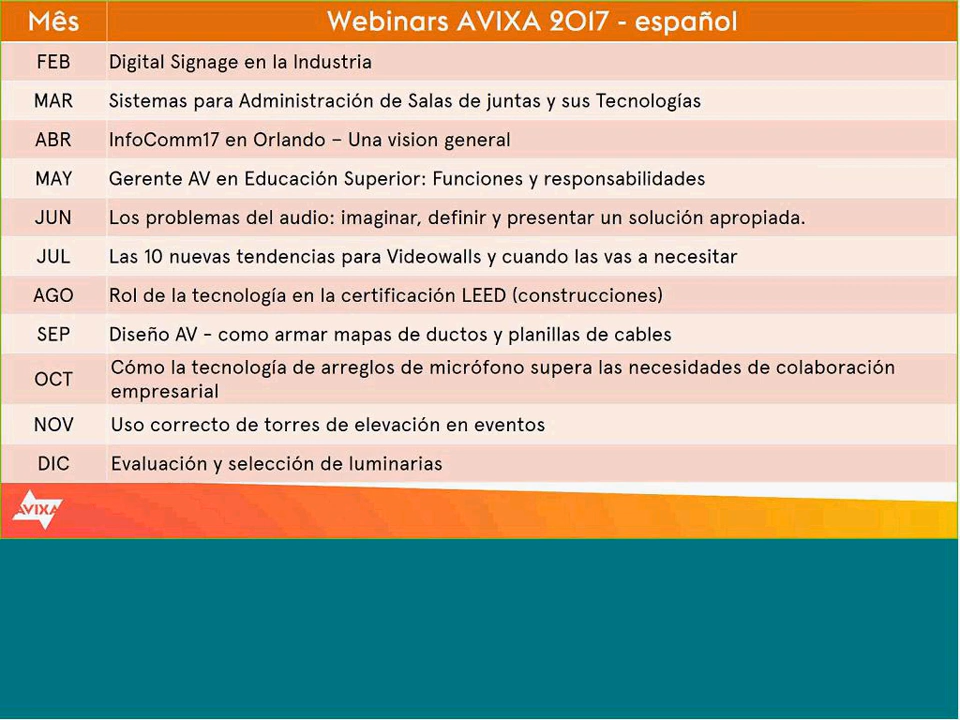 Mês Webinars AVIXA 2017 - español
FEB Digital Signage en la Industria
MAR Sistemas para Administración de Salas de juntas y sus Tecnologías
ABR InfoComm17 en Orlando – Una vision general
MAY Gerente AV en Educación Superior: Funciones y responsabilidades
JUN Los problemas del audio: imaginar, definir y presentar un solución apropiada.
JUL Las 10 nuevas tendencias para Videowalls y cuando las vas a necesitar
AGO Rol de la tecnología en la certificación LEED (construcciones)
SEP Diseño AV - como armar mapas de ductos y planillas de cables
OCT Cómo la tecnología de arreglos de micrófono supera las necesidades de colaboración
empresarial
NOV Uso correcto de torres de elevación en eventos
DIC Evaluación y selección de luminarias
AVIXA